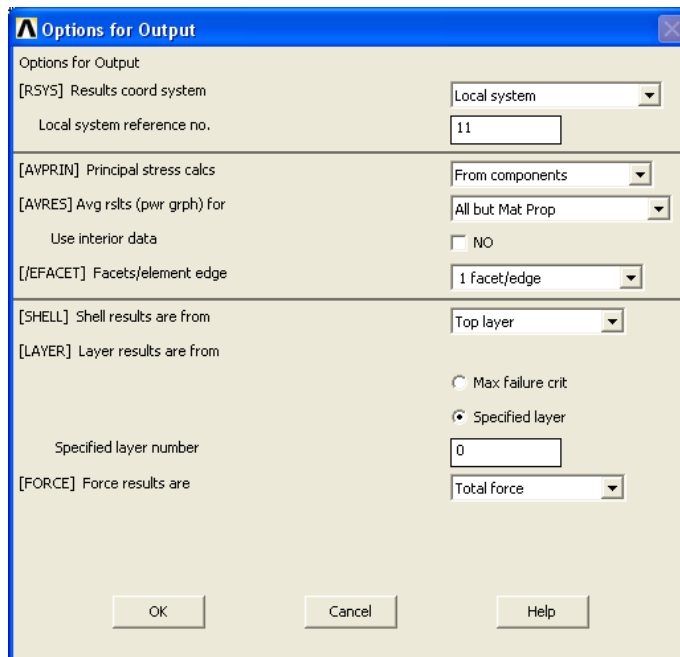 Options for Output
Options for Output
[RSYS] Results coord system Local system
Local system reference no. 11
[AVPRIN] Principal stress calcs From components
[AVRES] Avg rslts (pwr grph) for All but Mat Prop
Use interior data NO
[/EFACET] Facets/element edge 1 facet/edge
[SHELL] Shell results are from Top layer
[LAYER] Layer results are from
Max failure crit
Specified layer
Specified layer number 0
[FORCE] Force results are Total force
OK Cancel Help